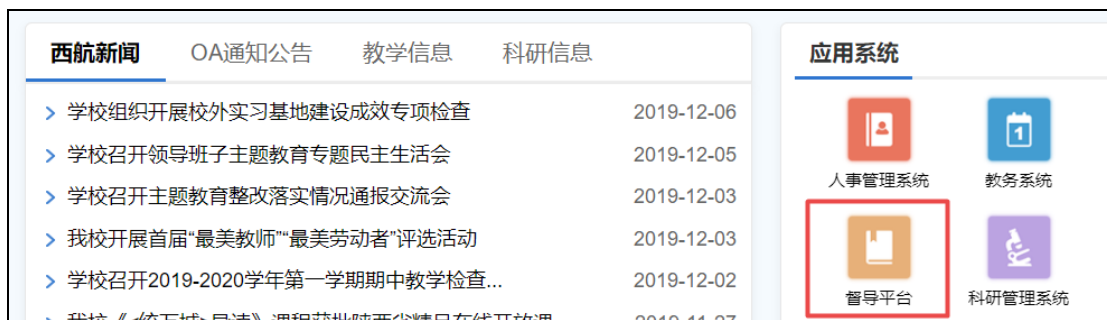 西航新闻 OA通知公告 教学信息 科研信息
学校组织开展校外实习基地建设成效专项检查 2019-12-06
学校召开领导班子主题教育专题民主生活会 2019-12-05
学校召开主题教育整改落实情况通报交流会 2019-12-03
我校开展首届“最美教师”“最美劳动者”评选活动 2019-12-03
学校召开2019-2020学年第一学期期中教学检查... 2019-12-02
应用系统
1
人事管理系统 教务系统
督导平台 科研管理系统